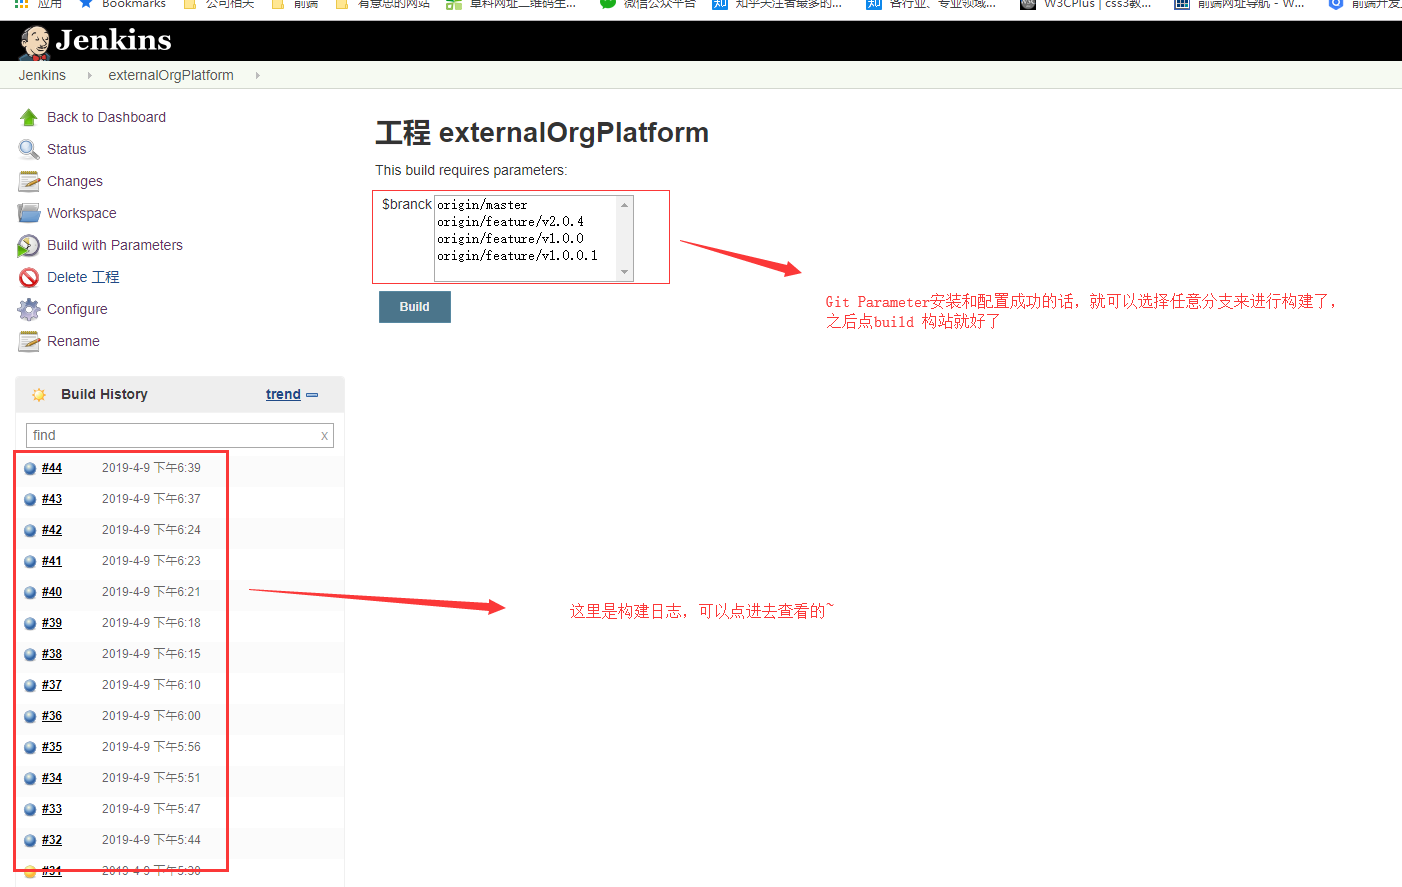 应用
Bookmarks
公司相关
前端
有意思的网站
草料网址二维码生...
微信公众平台
知乎关注者最多的...
各行业、专业领域...
W3CPlus | css3教...
前端网址导航 - W...
前端开发
Jenkins
Jenkins
externalOrgPlatform
Back to Dashboard
Status
Changes
Workspace
Build with Parameters
Delete 工程
Configure
Rename
工程 externalOrgPlatform
This build requires parameters:
$branck
origin/master
origin/feature/v2.0.4
origin/feature/v1.0.0
origin/feature/v1.0.0.1
Build
Git Parameter安装和配置成功的话，就可以选择任意分支来进行构建了，
之后点build 构站就好了
Build History
trend
find
x
#44 2019-4-9 下午6:39
#43 2019-4-9 下午6:37
#42 2019-4-9 下午6:24
#41 2019-4-9 下午6:23
#40 2019-4-9 下午6:21
#39 2019-4-9 下午6:18
#38 2019-4-9 下午6:15
#37 2019-4-9 下午6:10
#36 2019-4-9 下午6:00
#35 2019-4-9 下午5:56
#34 2019-4-9 下午5:51
#33 2019-4-9 下午5:47
#32 2019-4-9 下午5:44
#31 2019-4-9 下午5:38
这里是构建日志，可以点进去查看的~